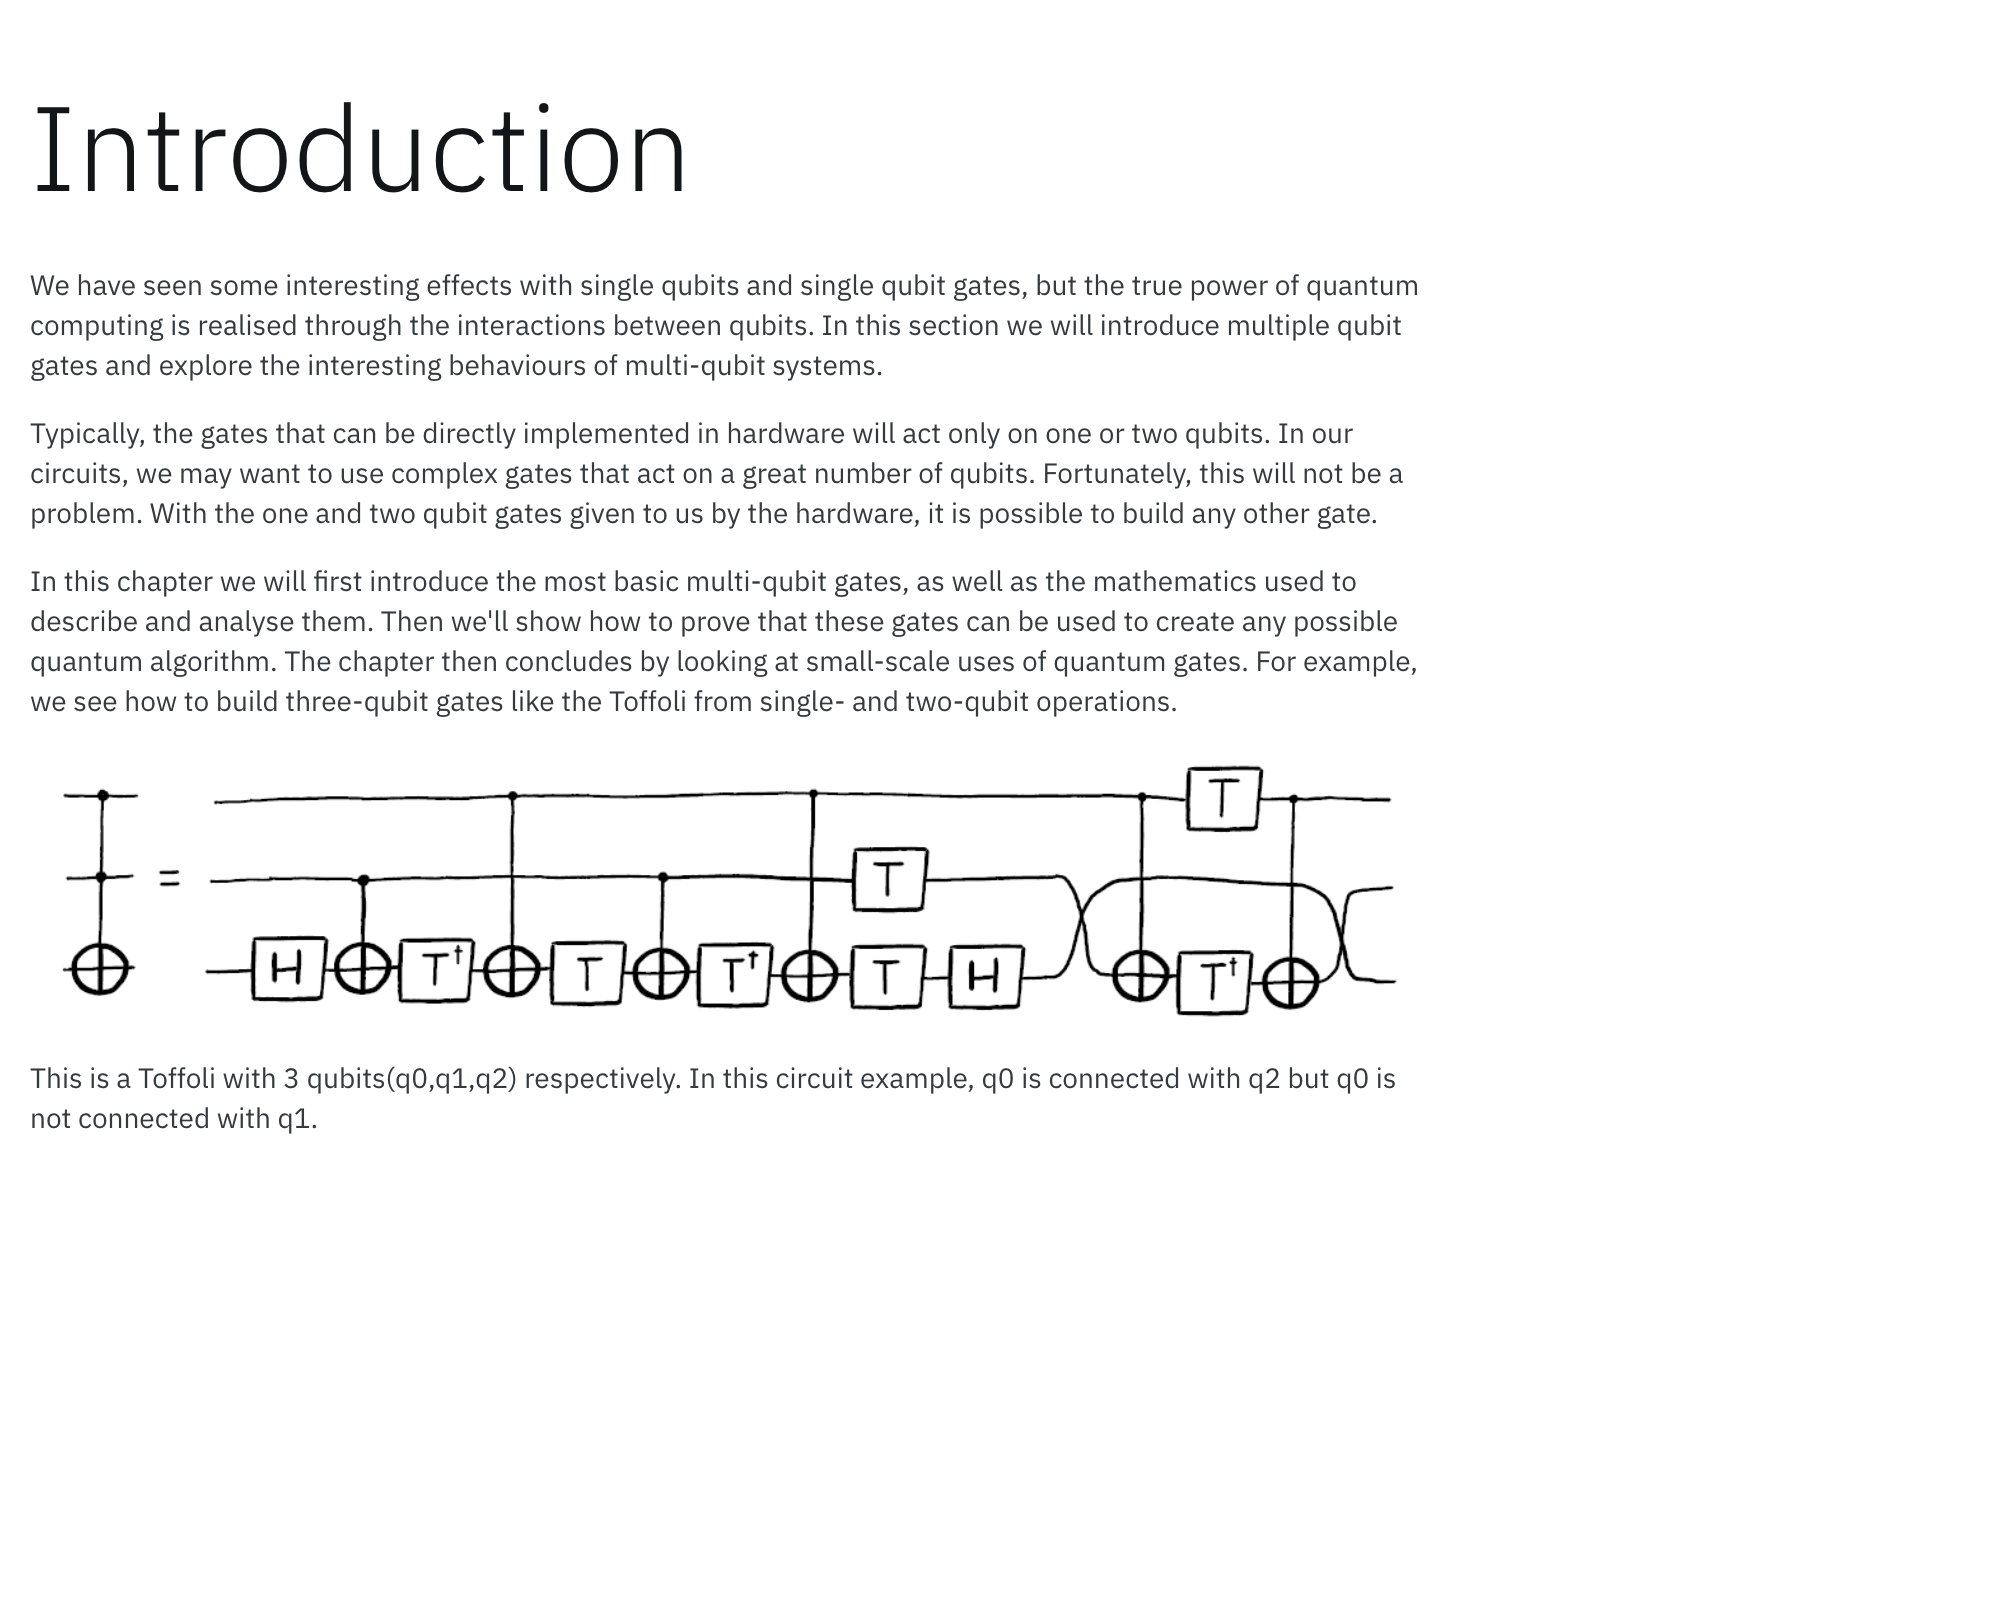 Introduction
We have seen some interesting effects with single qubits and single qubit gates, but the true power of quantum
computing is realised through the interactions between qubits. In this section we will introduce multiple qubit
gates and explore the interesting behaviours of multi-qubit systems.
Typically, the gates that can be directly implemented in hardware will act only on one or two qubits. In our
circuits, we may want to use complex gates that act on a great number of qubits. Fortunately, this will not be a
problem. With the one and two qubit gates given to us by the hardware, it is possible to build any other gate.
In this chapter we will first introduce the most basic multi-qubit gates, as well as the mathematics used to
describe and analyse them. Then we'll show how to prove that these gates can be used to create any possible
quantum algorithm. The chapter then concludes by looking at small-scale uses of quantum gates. For example,
we see how to build three-qubit gates like the Toffoli from single- and two-qubit operations.
T
= T
H T† T T† T H T†
This is a Toffoli with 3 qubits(q0,q1,q2) respectively. In this circuit example, q0 is connected with q2 but q0 is
not connected with q1.